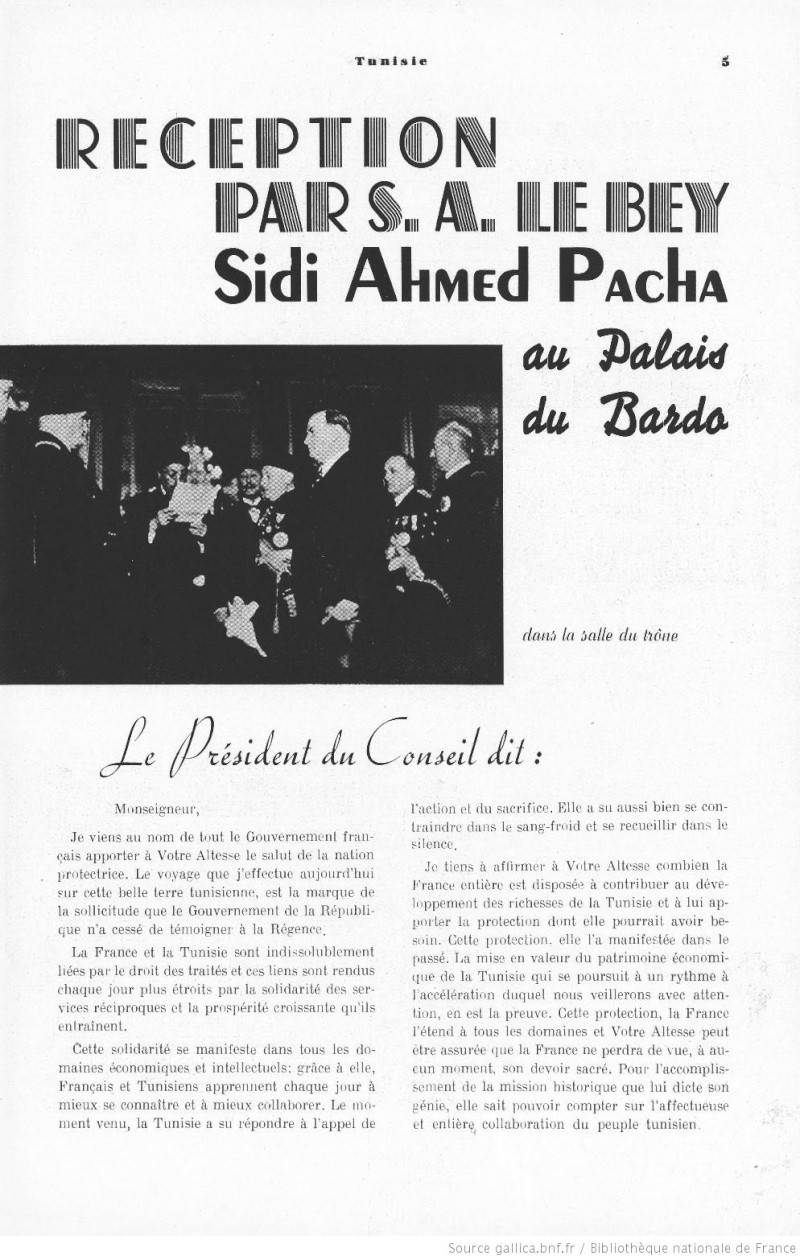 Tunisie 5
RECEPTION
PAR S. A. LE BEY
Sidi Ahmed Pacha
au Palais
du Bardo
dans la salle du trône
Le Président du Conseil dit :
Monseigneur,
Je viens au nom de tout le Gouvernement fran-
çais apporter à Votre Altesse le salut de la nation
protectrice. Le voyage que j'effectue aujourd'hui
sur cette belle terre tunisienne, est la marque de
la sollicitude que le Gouvernement de la Républi-
que n'a cessé de témoigner à la Régence.
La France et la Tunisie sont indissolublement
liées par le droit des traités et ces liens sont rendus
chaque jour plus étroits par la solidarité des ser-
vices réciproques et la prospérité croissante qu'ils
entraînent.
Cette solidarité se manifeste dans tous les do-
maines économiques et intellectuels; grâce à elle,
Français et Tunisiens apprennent chaque jour à
mieux se connaître et à mieux collaborer. Le mo-
ment venu, la Tunisie a su répondre à l'appel de
l'action et du sacrifice. Elle a su aussi bien se con-
traindre dans le sang-froid et se recueillir dans le
silence.
Je tiens à affirmer à Votre Altesse combien la
France entière est disposée à contribuer au déve-
loppement des richesses de la Tunisie et à lui ap-
porter la protection dont elle pourrait avoir be-
soin. Cette protection, elle l'a manifestée dans le
passé. La mise en valeur du patrimoine économi-
que de la Tunisie qui se poursuit à un rythme à
l'accélération duquel nous veillerons avec atten-
tion, en est la preuve. Cette protection, la France
l'étend à tous les domaines et Votre Altesse peut
être assurée que la France ne perdra de vue, à au-
cun moment, son devoir sacré. Pour l'accomplis-
sement de la mission historique que lui dicte son
génie, elle sait pouvoir compter sur l'affectueuse
et entière collaboration du peuple tunisien.
Source gallica.bnf.fr / Bibliothèque nationale de France